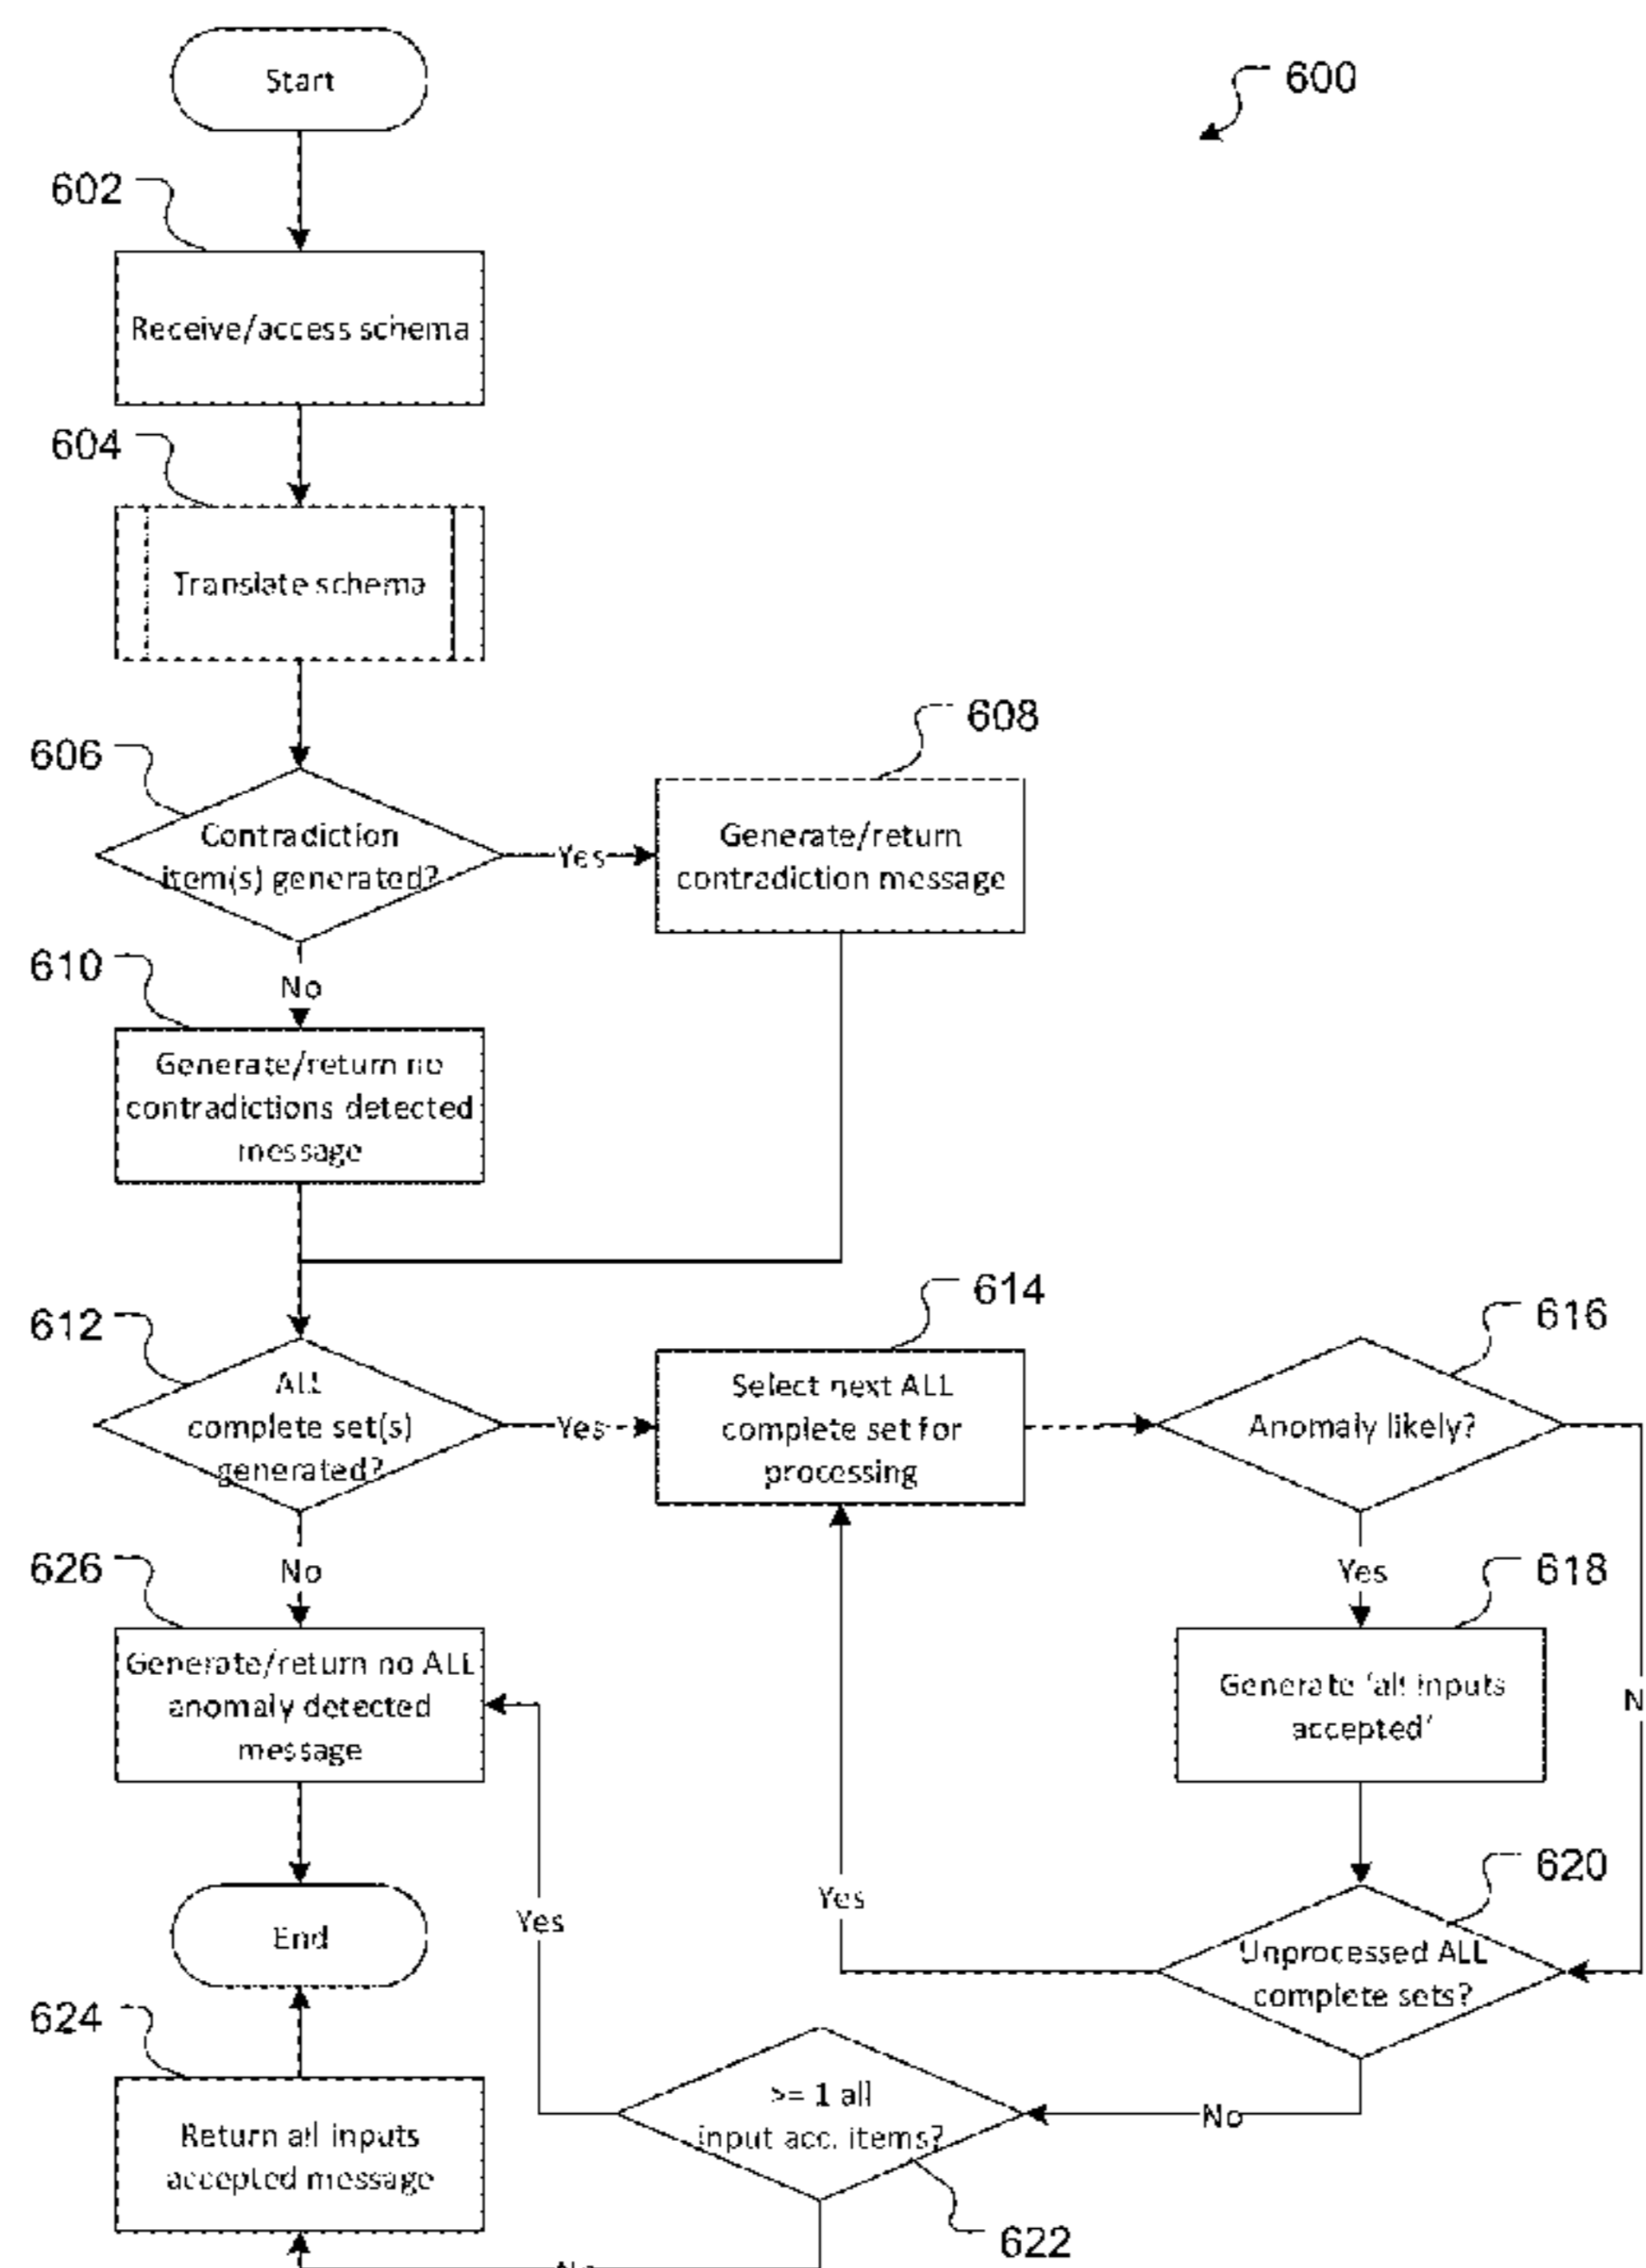 Start
600
602
Receive/access schema
604
Translate schema
606
608
Contradiction
item(s) generated?
Yes
Generate/return
contradiction message
610
No
Generate/return no
contradictions detected
message
612
614
616
ALL
complete set(s)
generated?
Yes
Select next ALL
complete set for
processing
Anomaly likely?
626
No
Yes
618
Generate/return no ALL
anomaly detected
message
Generate 'all inputs
accepted'
N
620
End
Yes
Yes
Unprocessed ALL
complete sets?
624
>= 1 all
input acc. items?
No
Return all inputs
accepted message
622